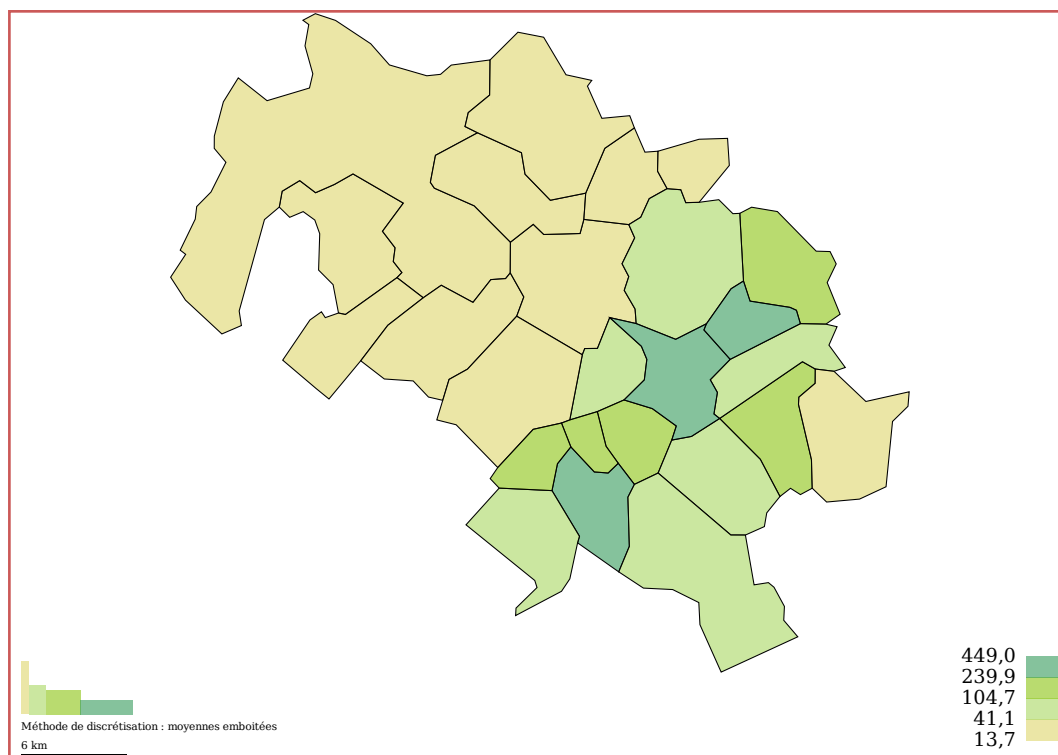 449,0
239,9
104,7
41,1
13,7
Méthode de discrétisation : moyennes emboitées
6 km